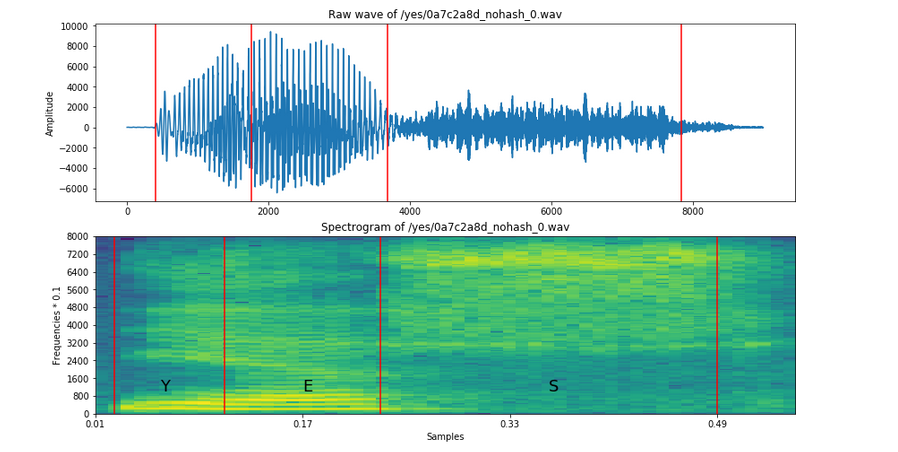 Raw wave of /yes/0a7c2a8d_nohash_0.wav
10000
8000
6000
4000
2000
0
−2000
−4000
−6000
Amplitude
0 2000 4000 6000 8000
Spectrogram of /yes/0a7c2a8d_nohash_0.wav
8000
7200
6400
5600
4800
4000
3200
2400
1600
800
0
Frequencies * 0.1
Y E S
0.01 0.17 0.33 0.49
Samples